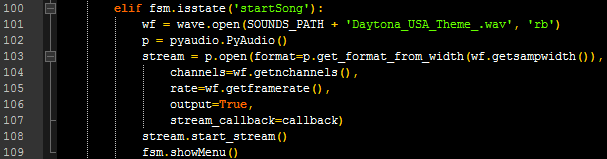 100 elif fsm.isstate('startSong'):
101 wf = wave.open(SOUNDS_PATH + 'Daytona_USA_Theme_.wav', 'rb')
102 p = pyaudio.PyAudio()
103 stream = p.open(format=p.get_format_from_width(wf.getsampwidth()),
104 channels=wf.getnchannels(),
105 rate=wf.getframerate(),
106 output=True,
107 stream_callback=callback)
108 stream.start_stream()
109 fsm.showMenu()